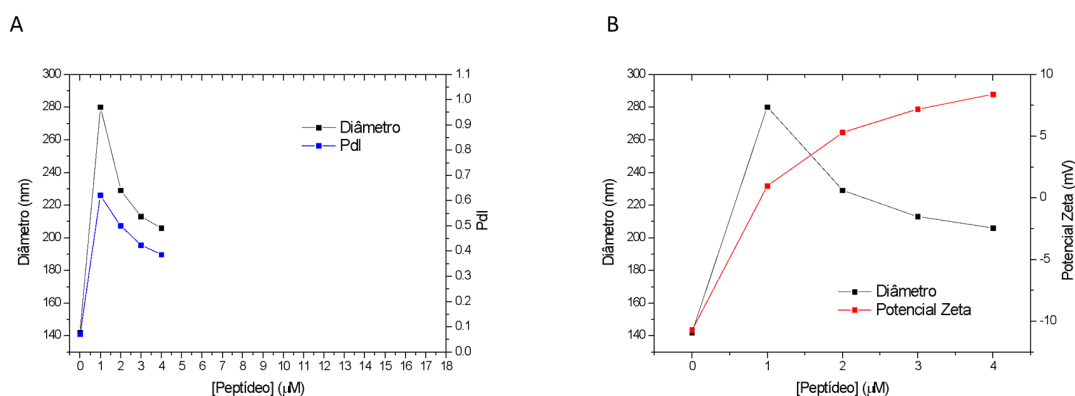 A
B
300
280
260
240
220
200
180
160
140
Diâmetro (nm)
1.1
1.0
0.9
0.8
0.7
0.6
0.5
0.4
0.3
0.2
0.1
0.0
PdI
Diâmetro
PdI
0 1 2 3 4 5 6 7 8 9 10 11 12 13 14 15 16 17 18
[Peptídeo] (µM)
300
280
260
240
220
200
180
160
140
Diâmetro (nm)
10
5
0
-5
-10
Potencial Zeta (mV)
Diâmetro
Potencial Zeta
0 1 2 3 4
[Peptídeo] (µM)